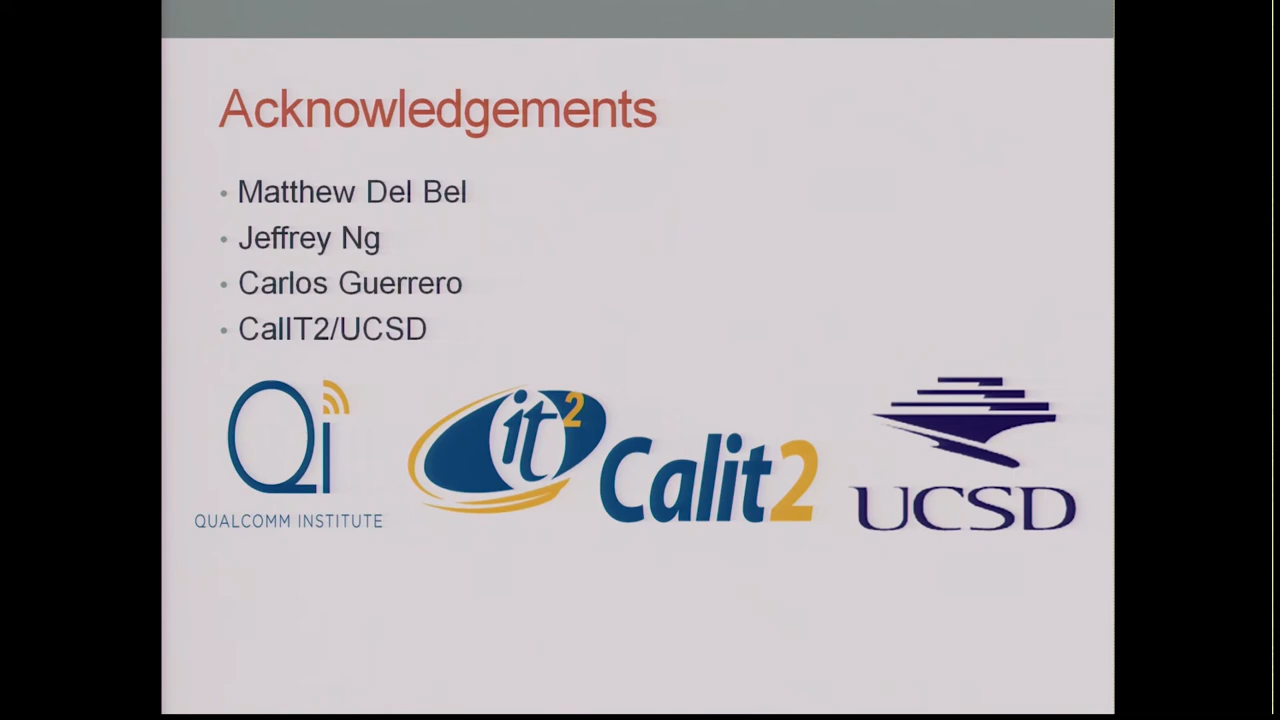 Acknowledgements
• Matthew Del Bel
• Jeffrey Ng
• Carlos Guerrero
• CalIT2/UCSD
Qi
QUALCOMM INSTITUTE
it2
Calit2
UCSD